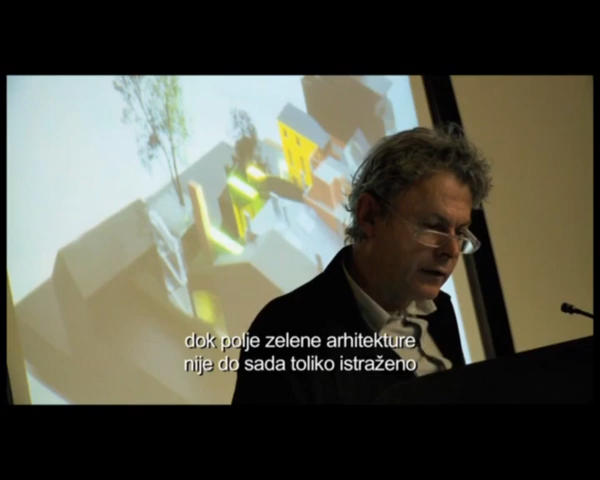 dok polje zelene arhitekture
nije do sada toliko istraženo